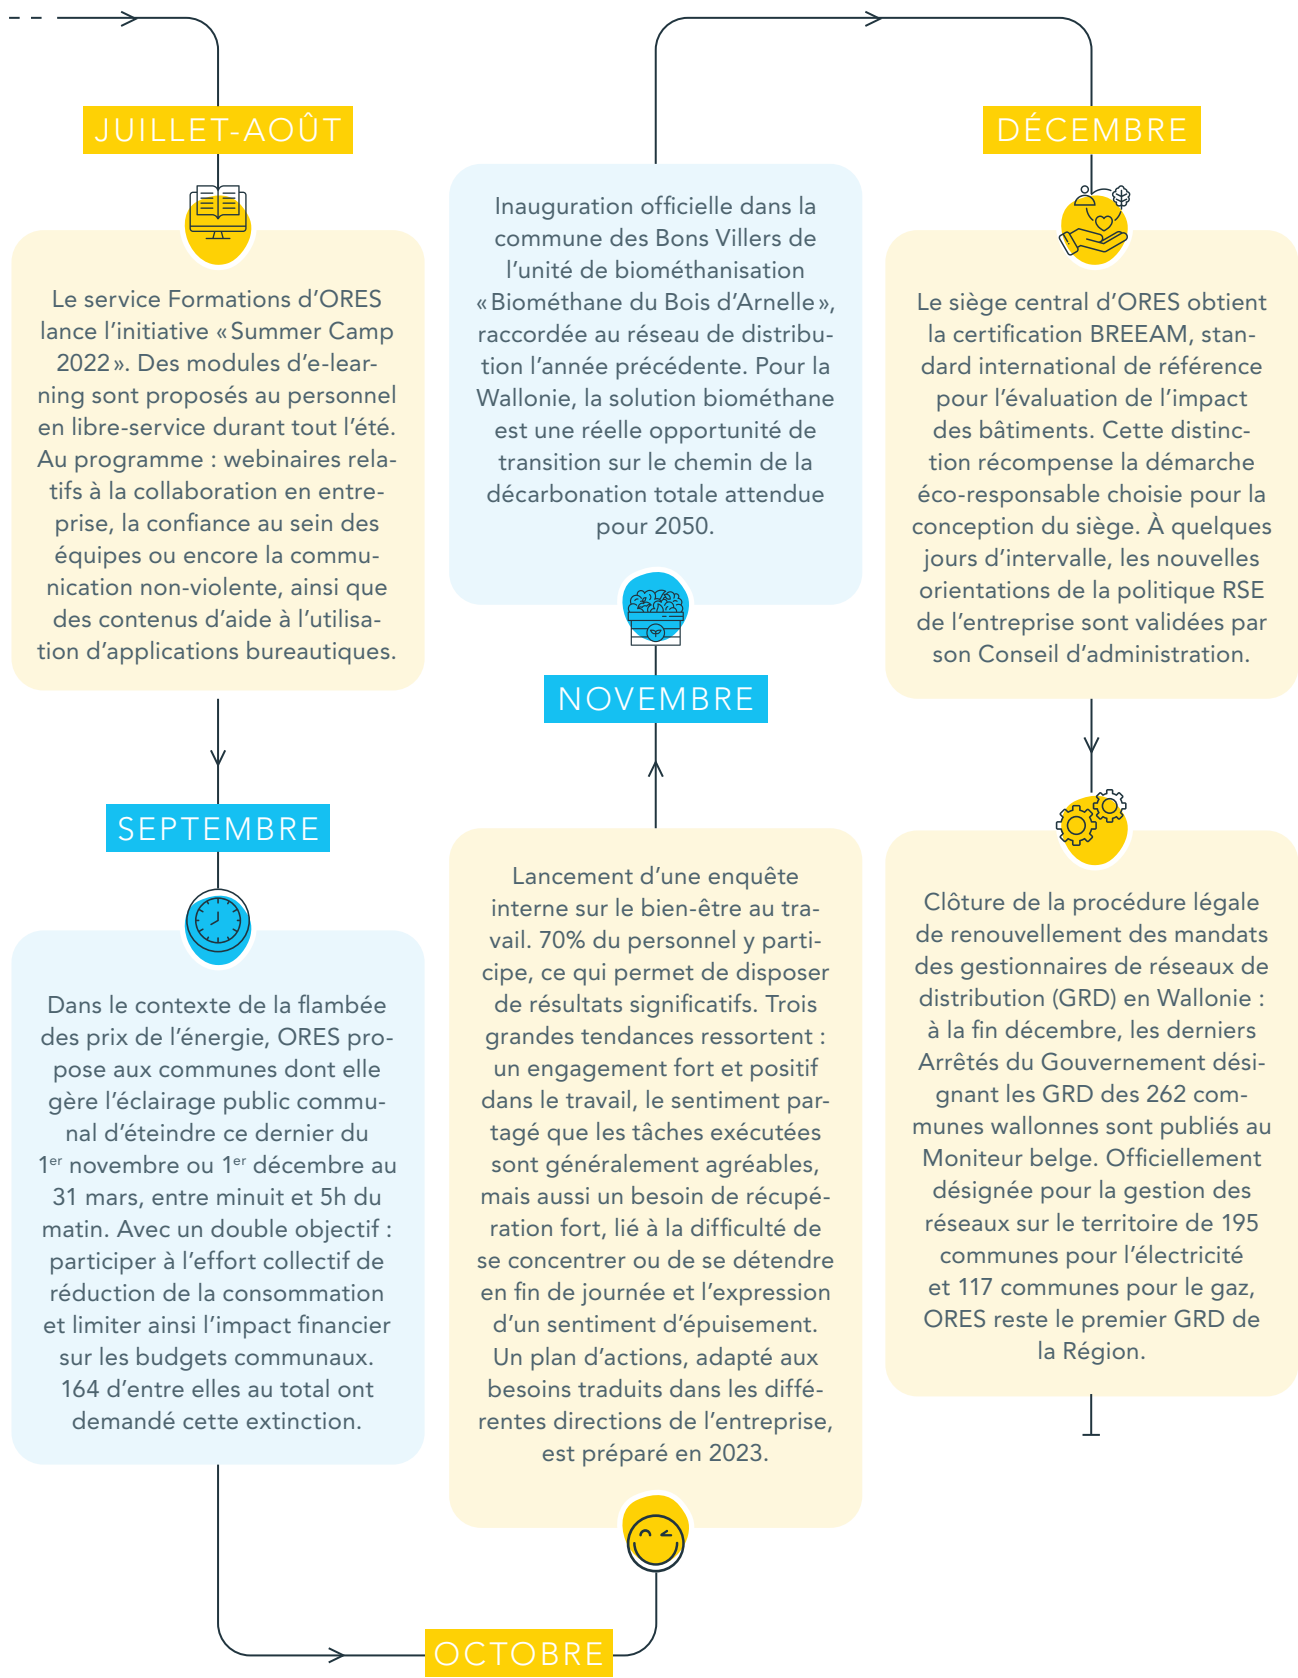 JUILLET-AOÛT
Le service Formations d’ORES
lance l’initiative « Summer Camp
2022 ». Des modules d’e-lear-
ning sont proposés au personnel
en libre-service durant tout l’été.
Au programme : webinaires rela-
tifs à la collaboration en entre-
prise, la confiance au sein des
équipes ou encore la commu-
nication non-violente, ainsi que
des contenus d’aide à l’utilisa-
tion d’applications bureautiques.
SEPTEMBRE
Dans le contexte de la flambée
des prix de l’énergie, ORES pro-
pose aux communes dont elle
gère l’éclairage public commu-
nal d’éteindre ce dernier du
1er novembre ou 1er décembre au
31 mars, entre minuit et 5h du
matin. Avec un double objectif :
participer à l’effort collectif de
réduction de la consommation
et limiter ainsi l’impact financier
sur les budgets communaux.
164 d’entre elles au total ont
demandé cette extinction.
OCTOBRE
Lancement d’une enquête
interne sur le bien-être au tra-
vail. 70% du personnel y parti-
cipe, ce qui permet de disposer
de résultats significatifs. Trois
grandes tendances ressortent :
un engagement fort et positif
dans le travail, le sentiment par-
tagé que les tâches exécutées
sont généralement agréables,
mais aussi un besoin de récupé-
ration fort, lié à la difficulté de
se concentrer ou de se détendre
en fin de journée et l’expression
d’un sentiment d’épuisement.
Un plan d’actions, adapté aux
besoins traduits dans les diffé-
rentes directions de l’entreprise,
est préparé en 2023.
NOVEMBRE
Inauguration officielle dans la
commune des Bons Villers de
l’unité de biométhanisation
« Biométhane du Bois d’Arnelle »,
raccordée au réseau de distribu-
tion l’année précédente. Pour la
Wallonie, la solution biométhane
est une réelle opportunité de
transition sur le chemin de la
décarbonation totale attendue
pour 2050.
DÉCEMBRE
Le siège central d’ORES obtient
la certification BREEAM, stan-
dard international de référence
pour l’évaluation de l’impact
des bâtiments. Cette distinc-
tion récompense la démarche
éco-responsable choisie pour la
conception du siège. À quelques
jours d’intervalle, les nouvelles
orientations de la politique RSE
de l’entreprise sont validées par
son Conseil d’administration.
Clôture de la procédure légale
de renouvellement des mandats
des gestionnaires de réseaux de
distribution (GRD) en Wallonie :
à la fin décembre, les derniers
Arrêtés du Gouvernement dési-
gnant les GRD des 262 com-
munes wallonnes sont publiés au
Moniteur belge. Officiellement
désignée pour la gestion des
réseaux sur le territoire de 195
communes pour l’électricité
et 117 communes pour le gaz,
ORES reste le premier GRD de
la Région.